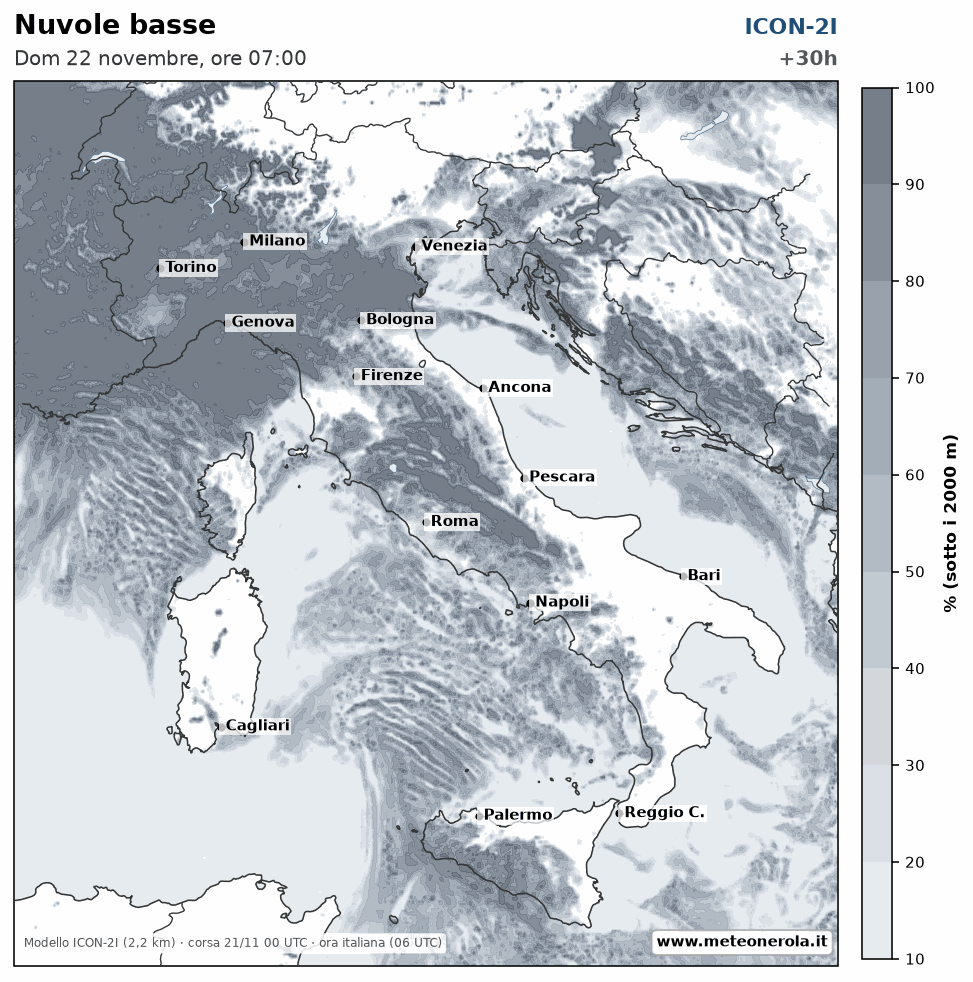 Nuvole basse
ICON-2I
Dom 22 novembre, ore 07:00
+30h
100
90
80
70
60
50
40
30
20
10
% (sotto i 2000 m)
Milano
Venezia
Torino
Genova
Bologna
Firenze
Ancona
Pescara
Roma
Bari
Napoli
Cagliari
Palermo
Reggio C.
Modello ICON-2I (2,2 km) · corsa 21/11 00 UTC · ora italiana (06 UTC)
www.meteonerola.it